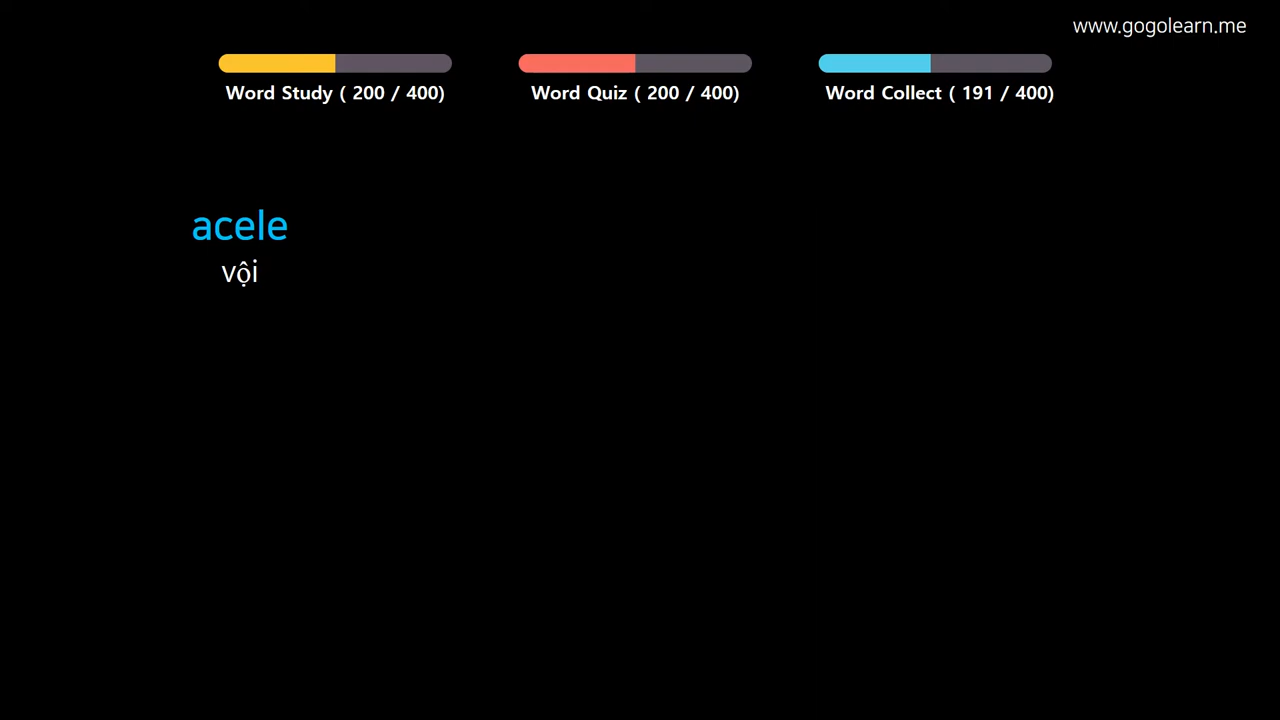 www.gogolearn.me
Word Study ( 200 / 400)
Word Quiz ( 200 / 400)
Word Collect ( 191 / 400)
acele
vội